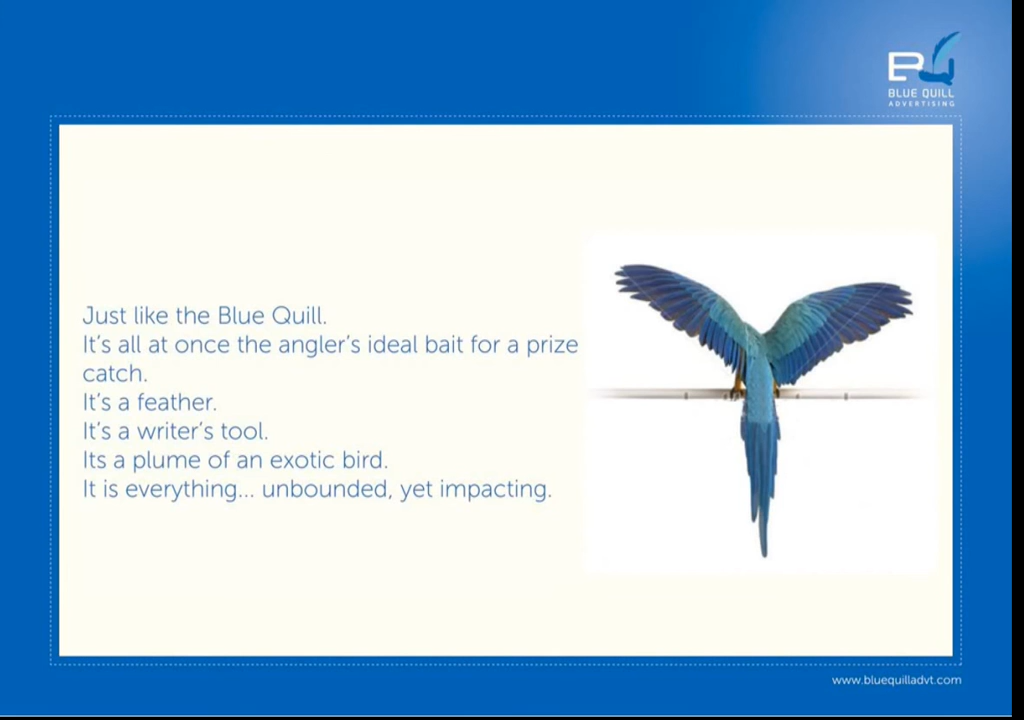 BQ
BLUE QUILL
ADVERTISING
Just like the Blue Quill.
It's all at once the angler's ideal bait for a prize
catch.
It's a feather.
It's a writer's tool.
Its a plume of an exotic bird.
It is everything... unbounded, yet impacting.
www.bluequilladvt.com